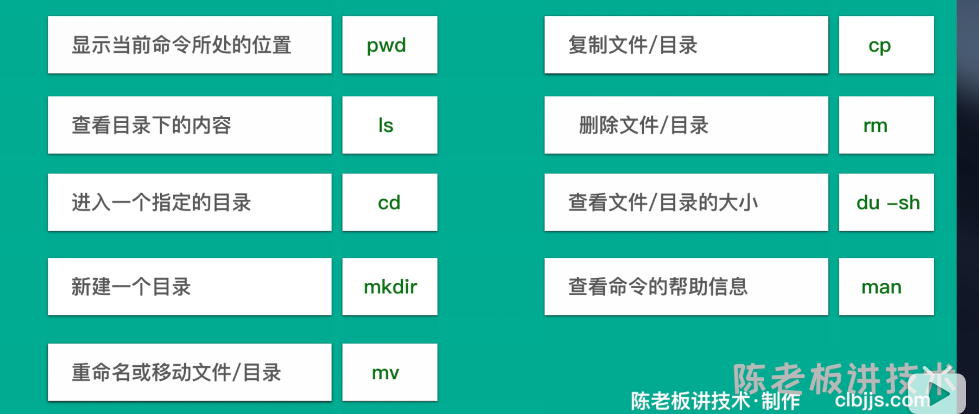 显示当前命令所处的位置 pwd
查看目录下的内容 ls
进入一个指定的目录 cd
新建一个目录 mkdir
重命名或移动文件/目录 mv
复制文件/目录 cp
删除文件/目录 rm
查看文件/目录的大小 du -sh
查看命令的帮助信息 man
陈老板讲技术
陈老板讲技术·制作 clbjjs.com